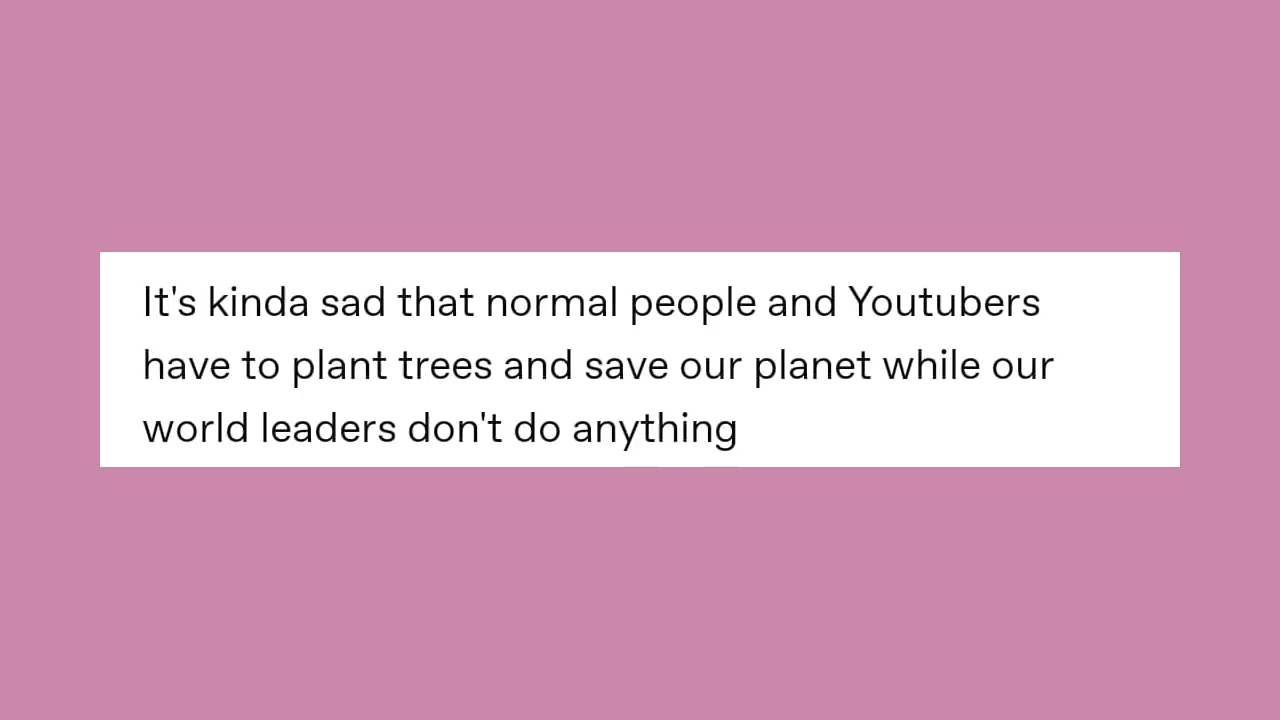 It's kinda sad that normal people and Youtubers
have to plant trees and save our planet while our
world leaders don't do anything